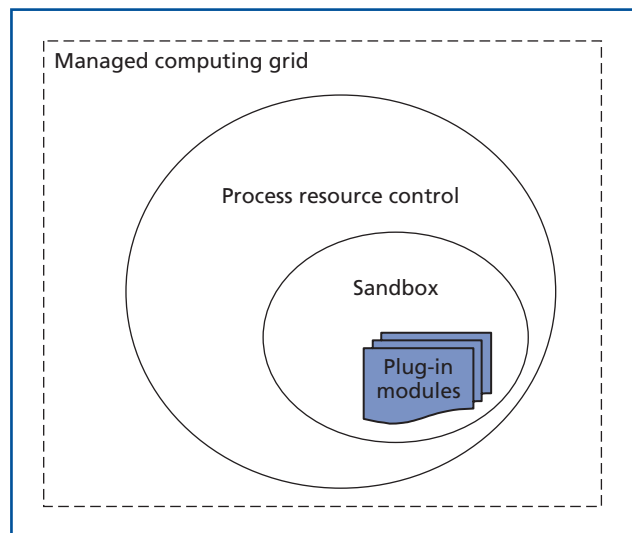 Managed computing grid
Process resource control
Sandbox
Plug-in
modules